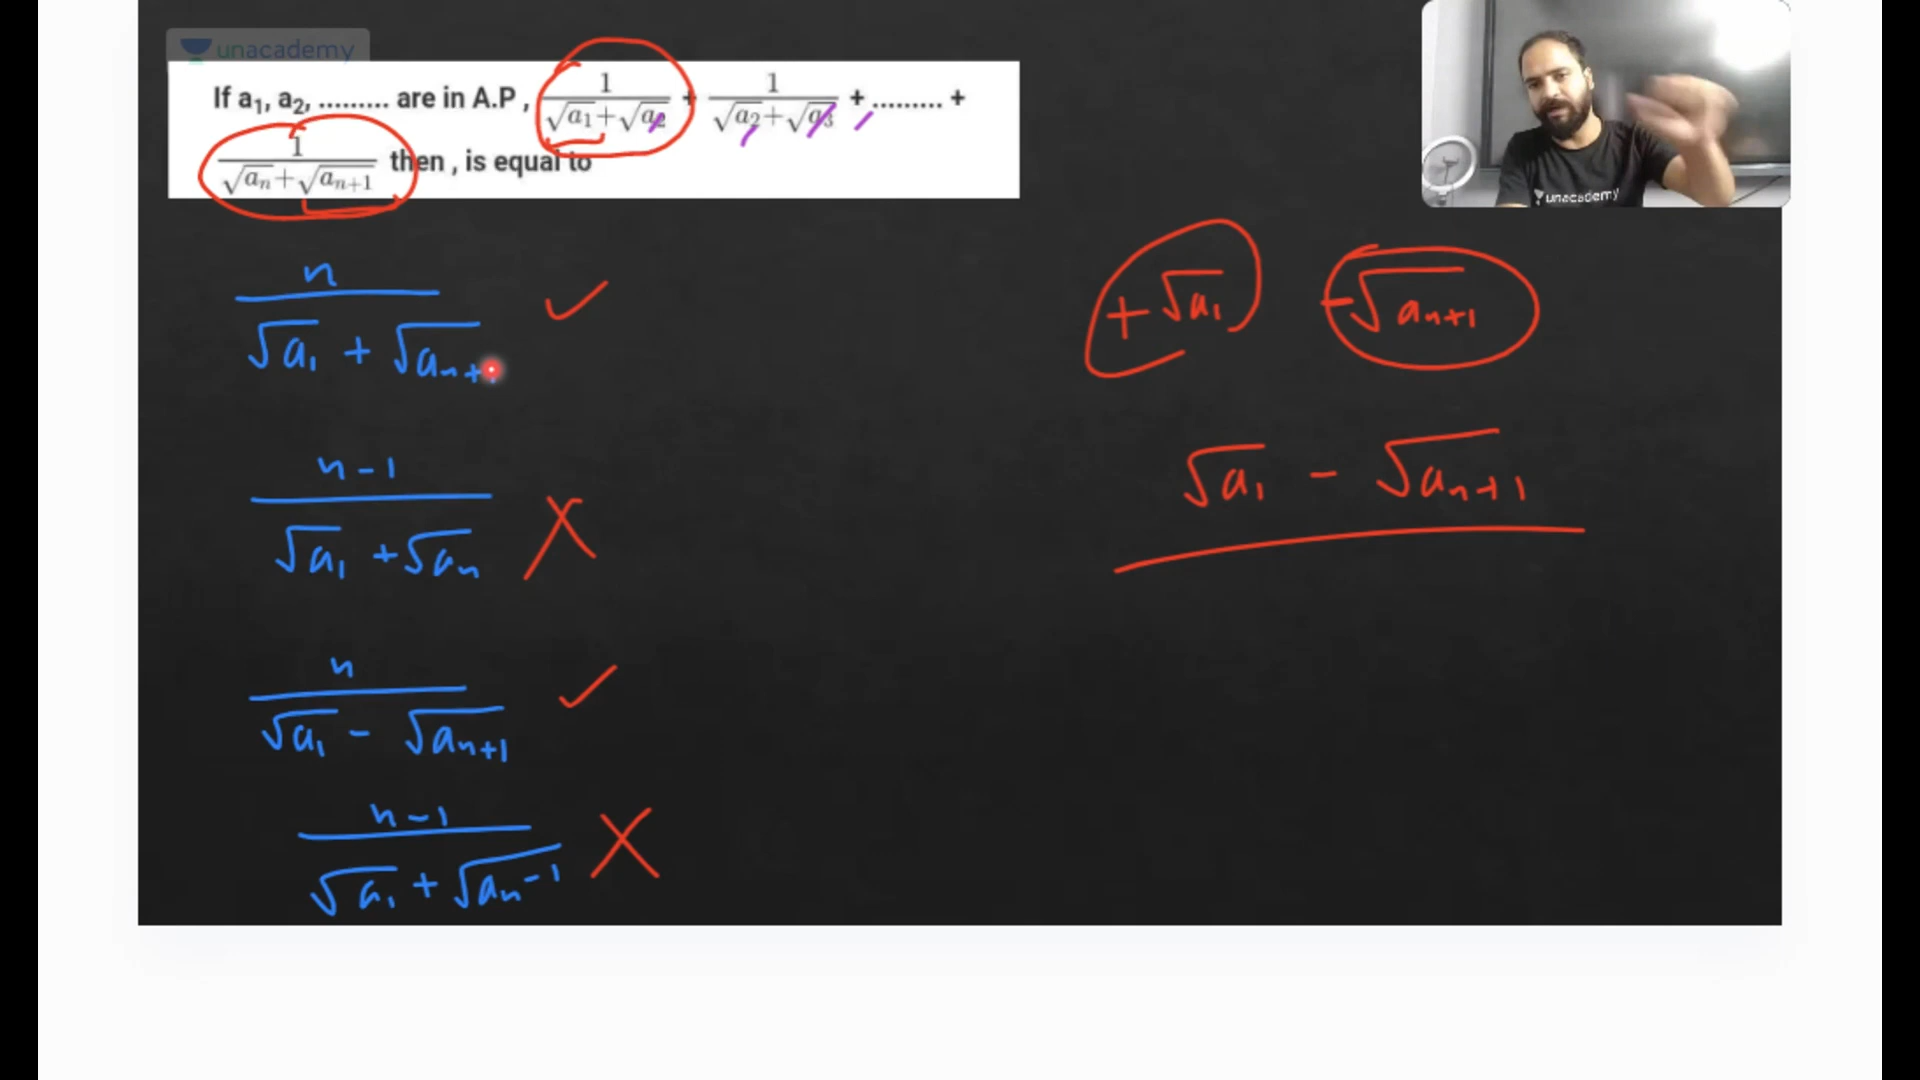 unacademy
If a₁, a₂, ......... are in A.P , 1/(√a₁+√a₂) + 1/(√a₂+√a₃) + ......... +
1/(√aₙ+√aₙ₊₁) then , is equal to
unacademy
n/(√a₁ + √aₙ₊₁) ✓
+√a₁ -√aₙ₊₁
n-1/(√a₁ + √aₙ) X
√a₁ - √aₙ₊₁
n/(√a₁ - √aₙ₊₁) ✓
n-1/(√a₁ + √aₙ-1) X